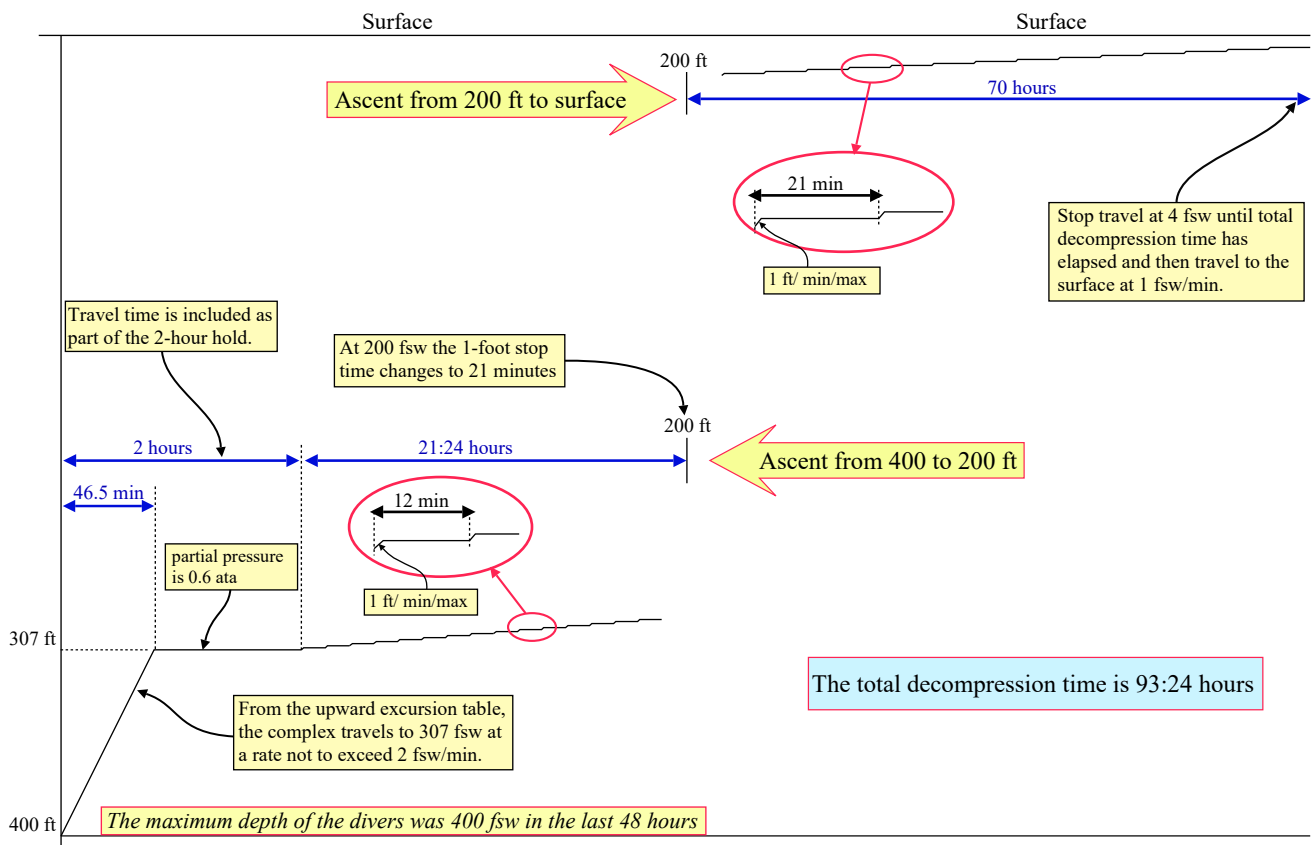 Surface
Surface
200 ft
Ascent from 200 ft to surface
70 hours
21 min
1 ft/ min/max
Stop travel at 4 fsw until total
decompression time has
elapsed and then travel to the
surface at 1 fsw/min.
Travel time is included as
part of the 2-hour hold.
At 200 fsw the 1-foot stop
time changes to 21 minutes
200 ft
2 hours
21:24 hours
Ascent from 400 to 200 ft
46.5 min
12 min
partial pressure
is 0.6 ata
1 ft/ min/max
307 ft
The total decompression time is 93:24 hours
From the upward excursion table,
the complex travels to 307 fsw at
a rate not to exceed 2 fsw/min.
400 ft
The maximum depth of the divers was 400 fsw in the last 48 hours